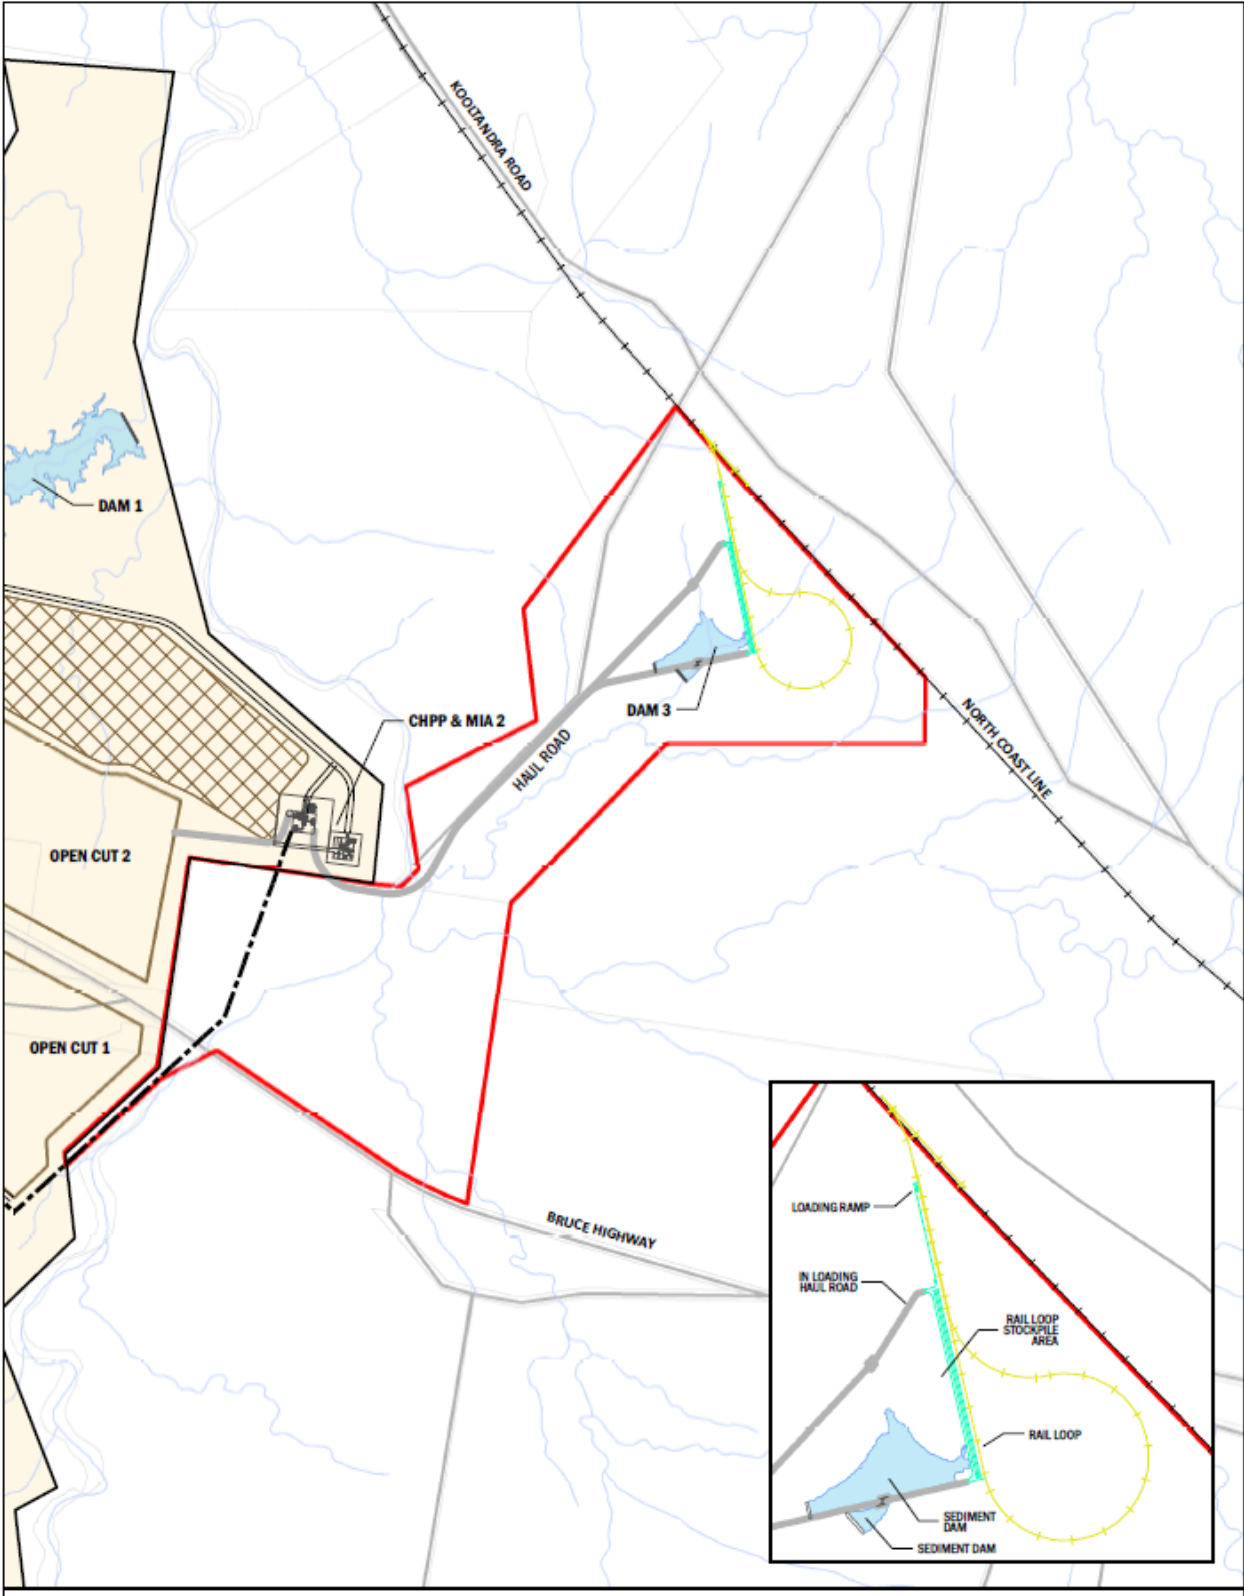 KOOLTANDRA ROAD
DAM 1
CHPP & MIA 2
DAM 3
HAUL ROAD
NORTH COAST LINE
OPEN CUT 2
OPEN CUT 1
BRUCE HIGHWAY
LOADING RAMP
IN LOADING
HAUL ROAD
RAIL LOOP
STOCKPILE
AREA
RAIL LOOP
SEDIMENT
DAM
SEDIMENT DAM